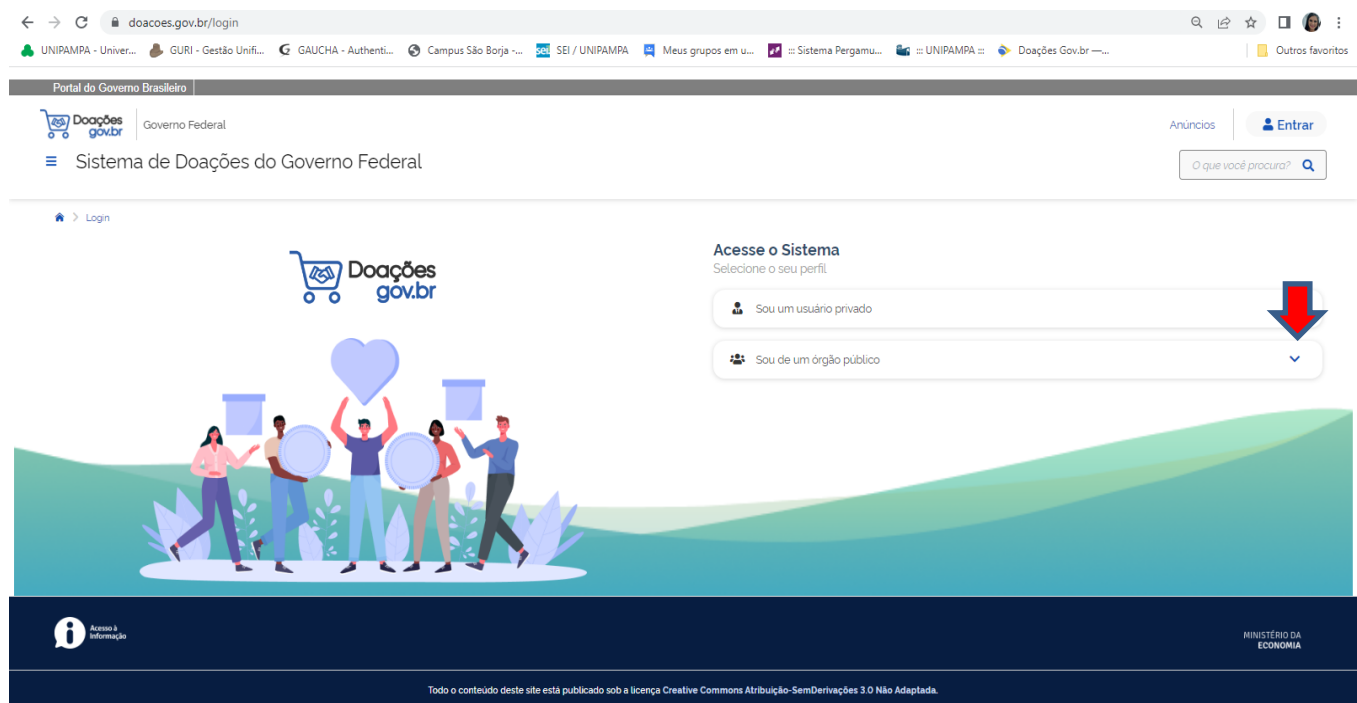 doacoes.gov.br/login
UNIPAMPA - Univer... GURI - Gestão Unifi... GAUCHA - Authenti... Campus São Borja -... sei SEI / UNIPAMPA Meus grupos em u... ::: Sistema Pergamu... ::: UNIPAMPA ::: Doações Gov.br —... Outros favoritos
Portal do Governo Brasileiro
Doações gov.br Governo Federal Anúncios Entrar
Sistema de Doações do Governo Federal O que você procura?
Login
Doações
gov.br
Acesse o Sistema
Selecione o seu perfil
Sou um usuário privado
Sou de um órgão público
Acesso à
Informação
MINISTÉRIO DA
ECONOMIA
Todo o conteúdo deste site está publicado sob a licença Creative Commons Atribuição-SemDerivações 3.0 Não Adaptada.